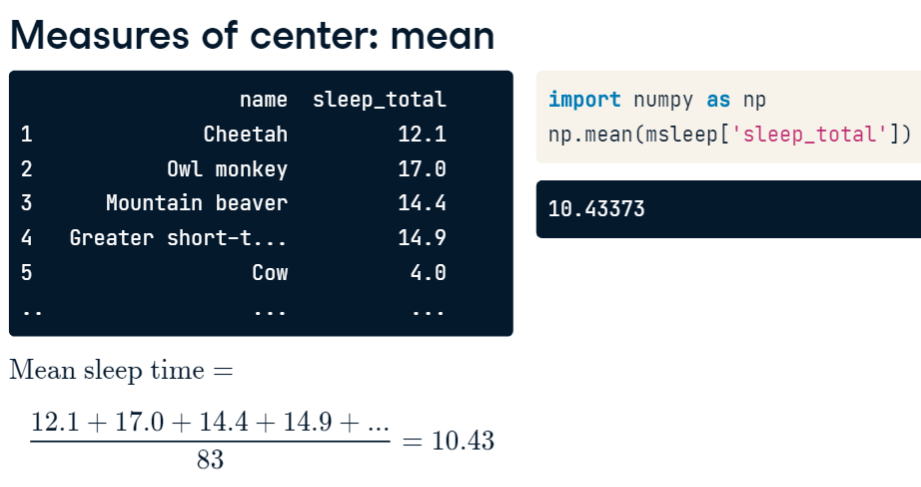 Measures of center: mean
name sleep_total
1 Cheetah 12.1
2 Owl monkey 17.0
3 Mountain beaver 14.4
4 Greater short-t... 14.9
5 Cow 4.0
.. ... ...
import numpy as np
np.mean(msleep['sleep_total'])
10.43373
Mean sleep time =
12.1 + 17.0 + 14.4 + 14.9 + ...
83
= 10.43